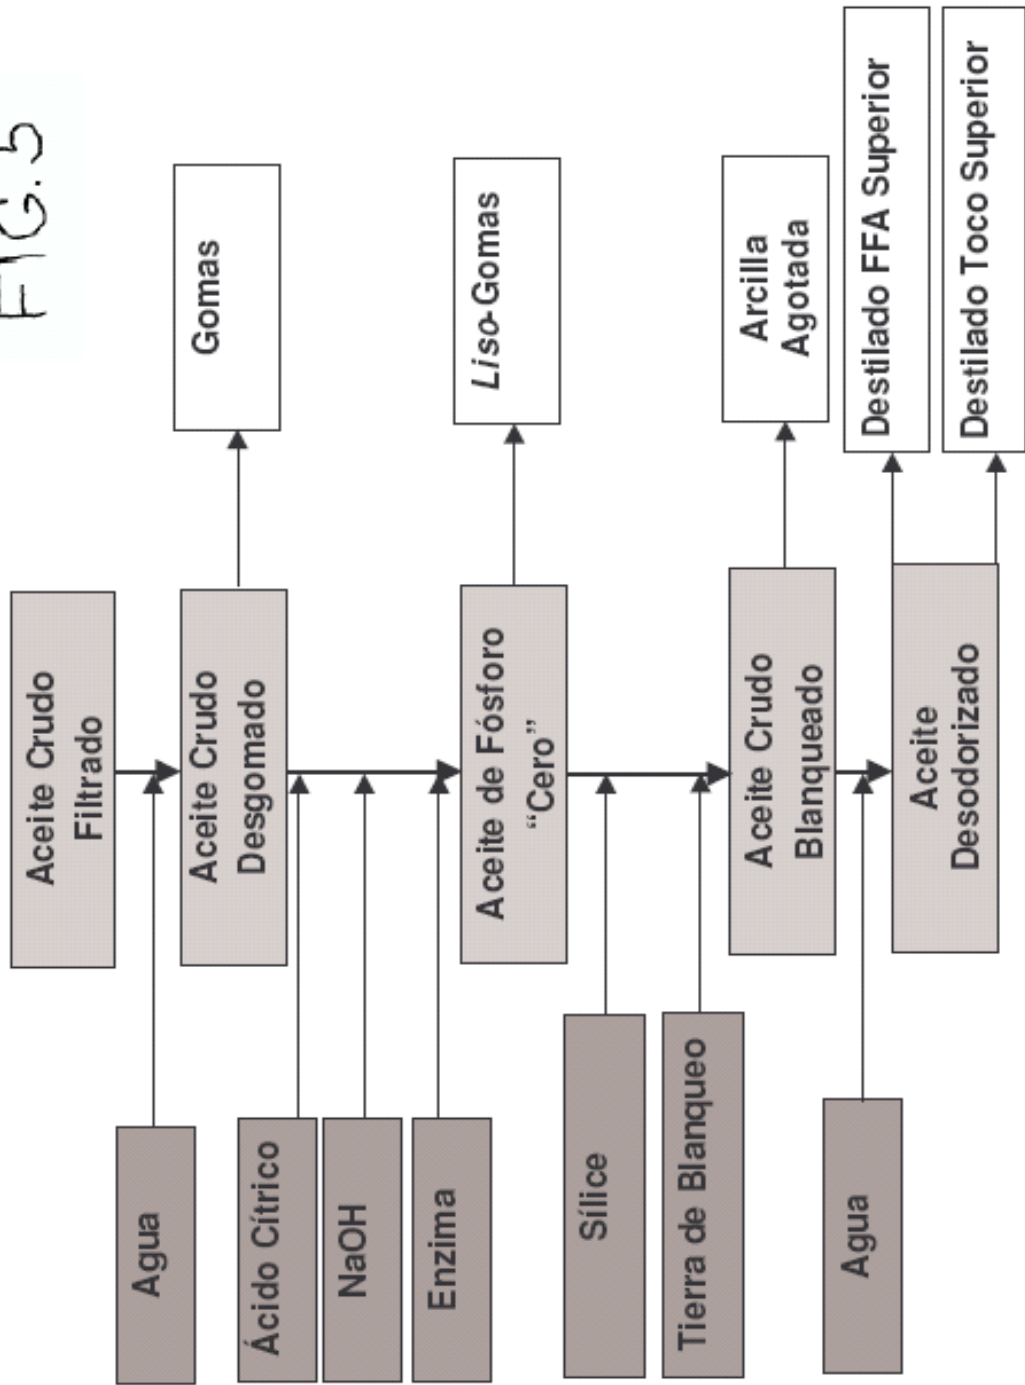 FIG. 5
Aceite Crudo
Filtrado
Agua
Aceite Crudo
Desgomado
Gomas
Ácido Cítrico
NaOH
Enzima
Aceite de Fósforo
“Cero”
Liso-Gomas
Sílice
Tierra de Blanqueo
Aceite Crudo
Blanqueado
Arcilla
Agotada
Agua
Aceite
Desodorizado
Destilado FFA Superior
Destilado Toco Superior